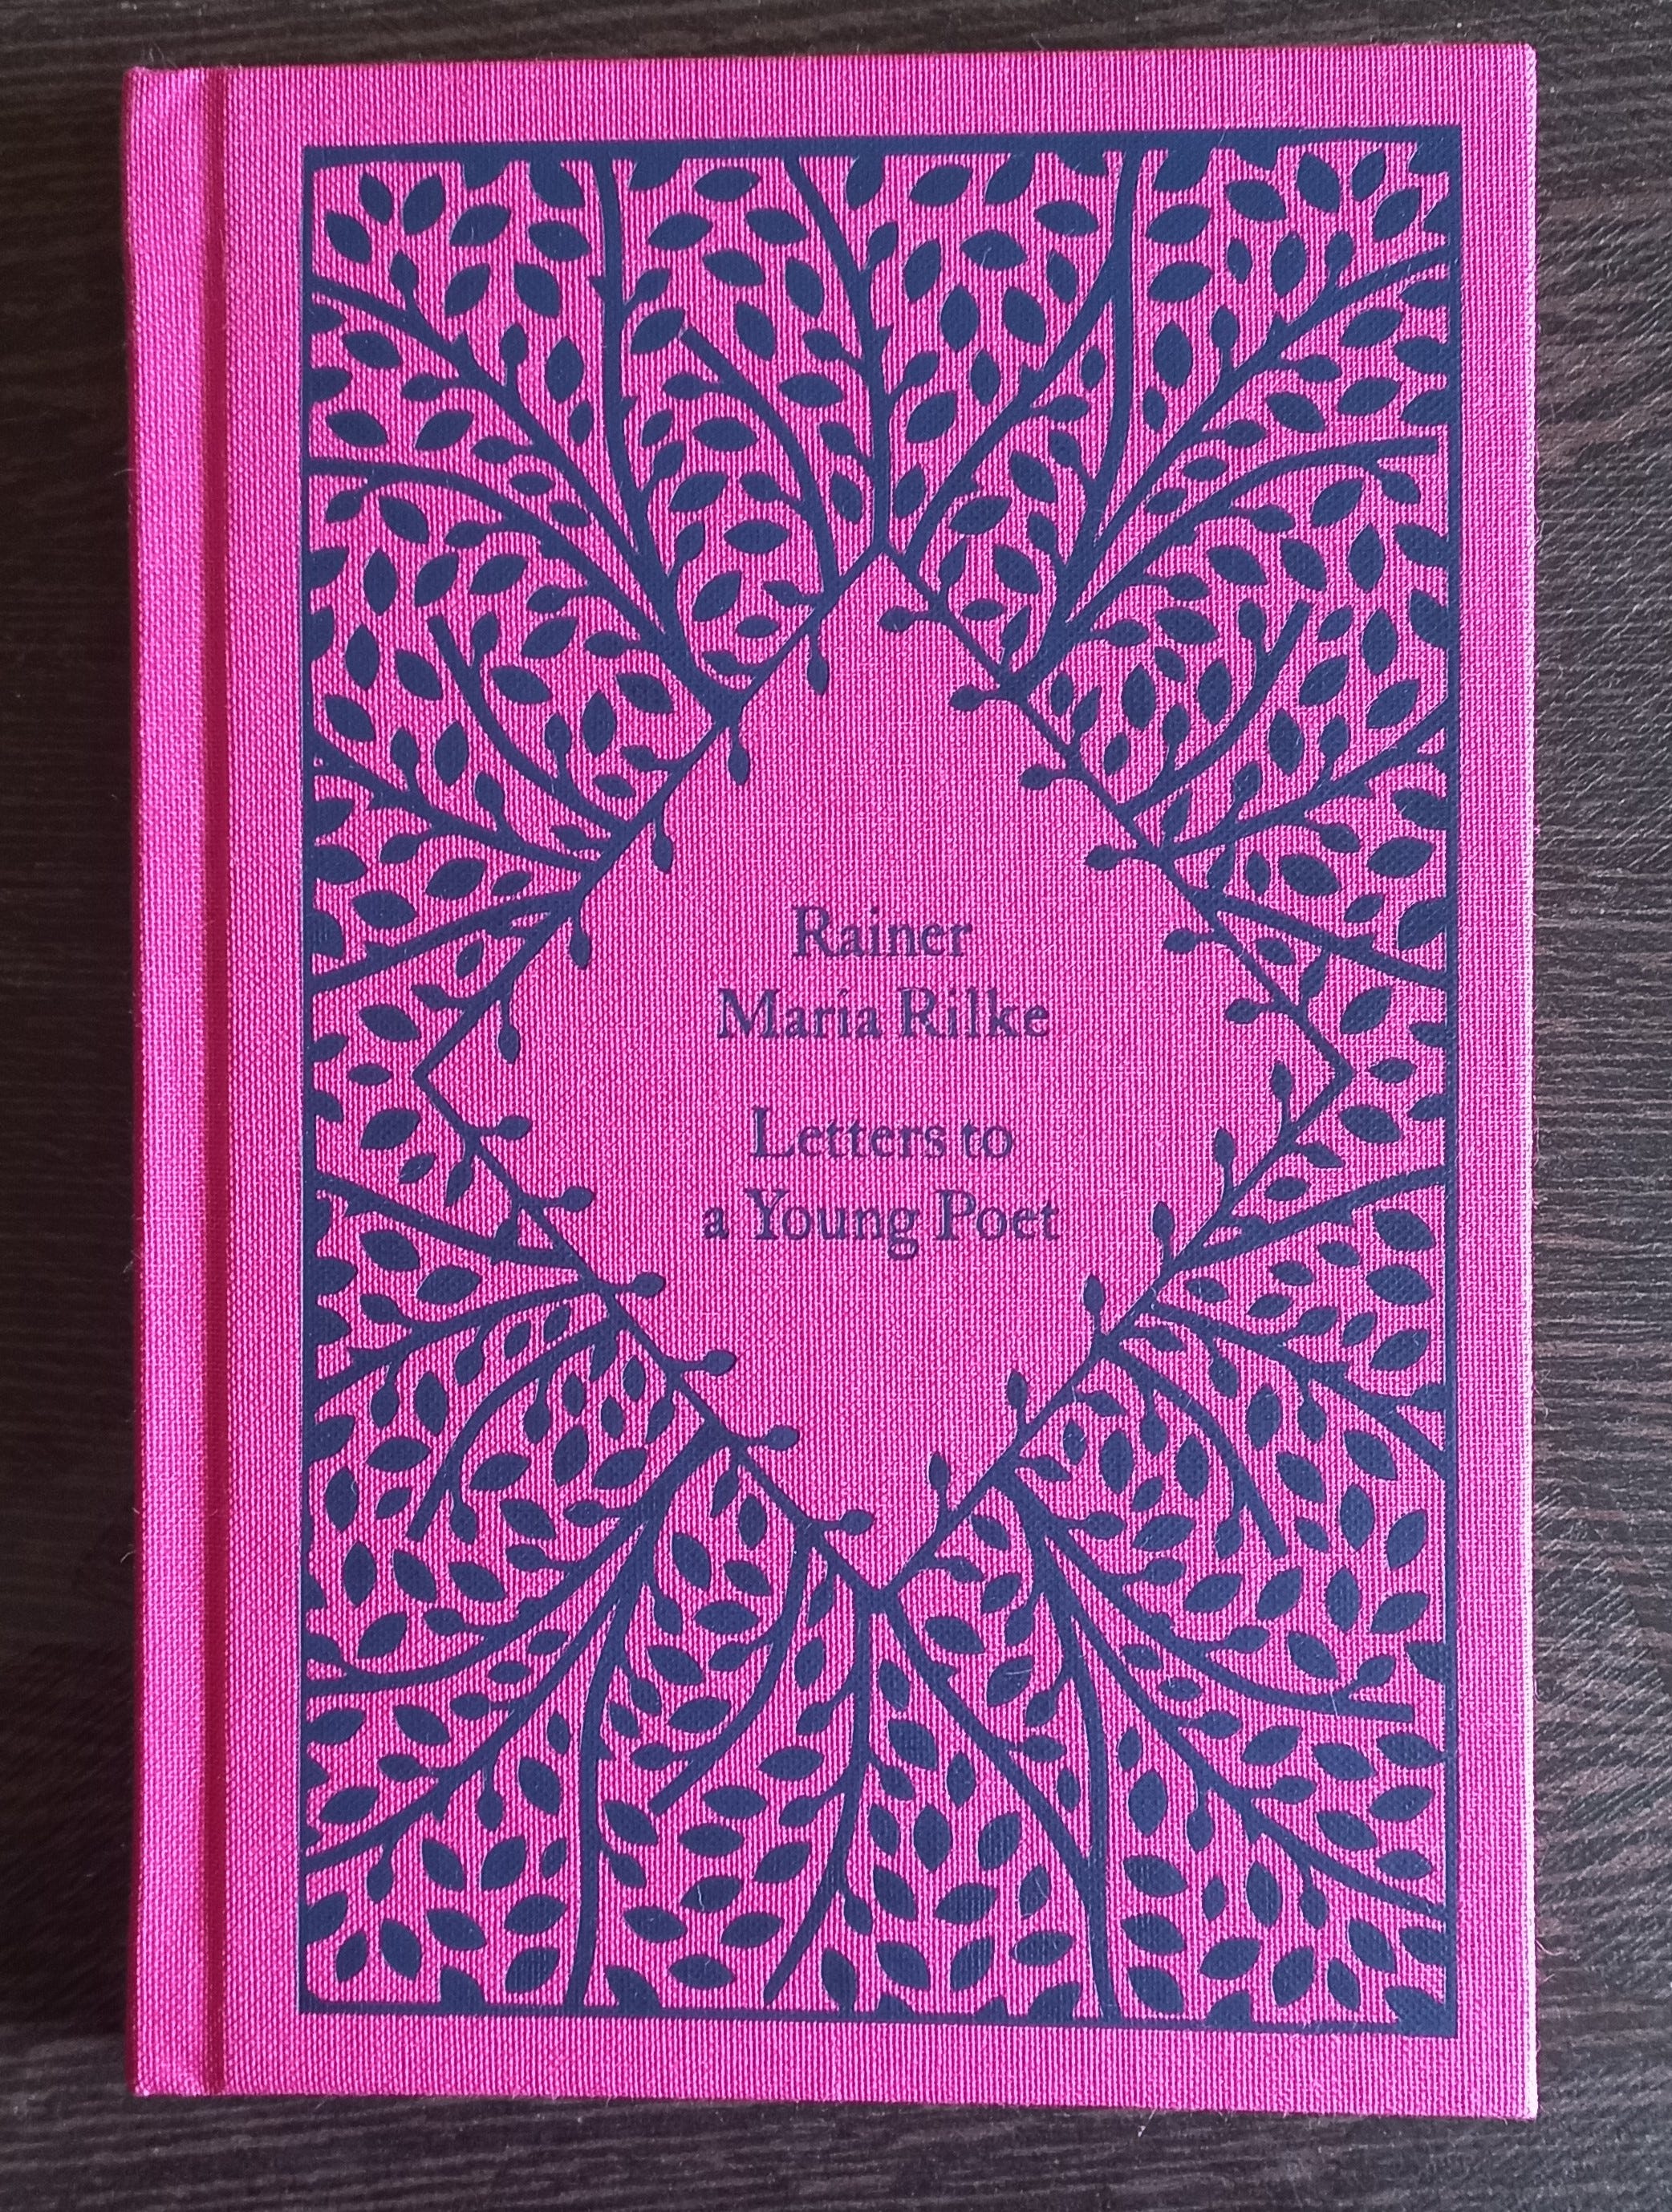 Rainer
Maria Rilke
Letters to
a Young Poet